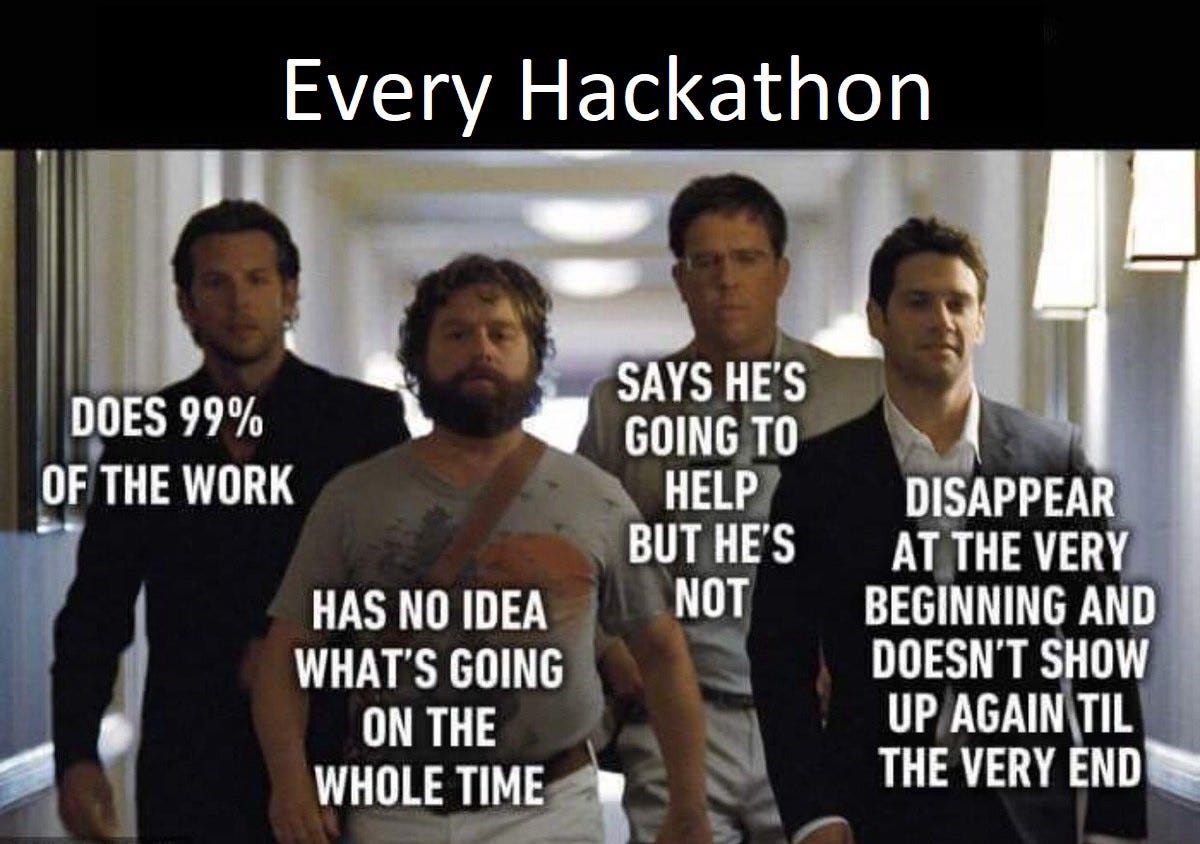 Every Hackathon
DOES 99%
OF THE WORK
HAS NO IDEA
WHAT'S GOING
ON THE
WHOLE TIME
SAYS HE'S
GOING TO
HELP
BUT HE'S
NOT
DISAPPEAR
AT THE VERY
BEGINNING AND
DOESN'T SHOW
UP AGAIN TIL
THE VERY END